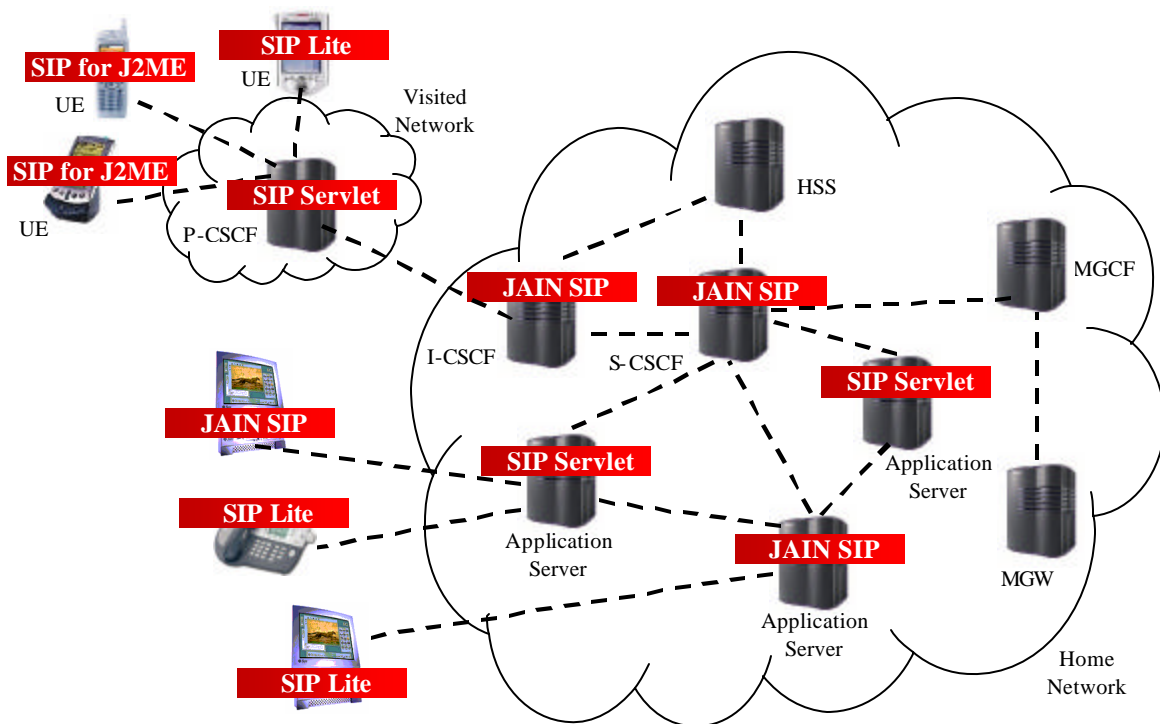 SIP Lite
SIP for J2ME
UE
UE
Visited
Network
SIP for J2ME
UE
SIP Servlet
P-CSCF
HSS
MGCF
JAIN SIP
JAIN SIP
I-CSCF
S-CSCF
SIP Servlet
JAIN SIP
SIP Servlet
Application
Server
SIP Lite
Application
Server
JAIN SIP
MGW
Application
Server
SIP Lite
Home
Network